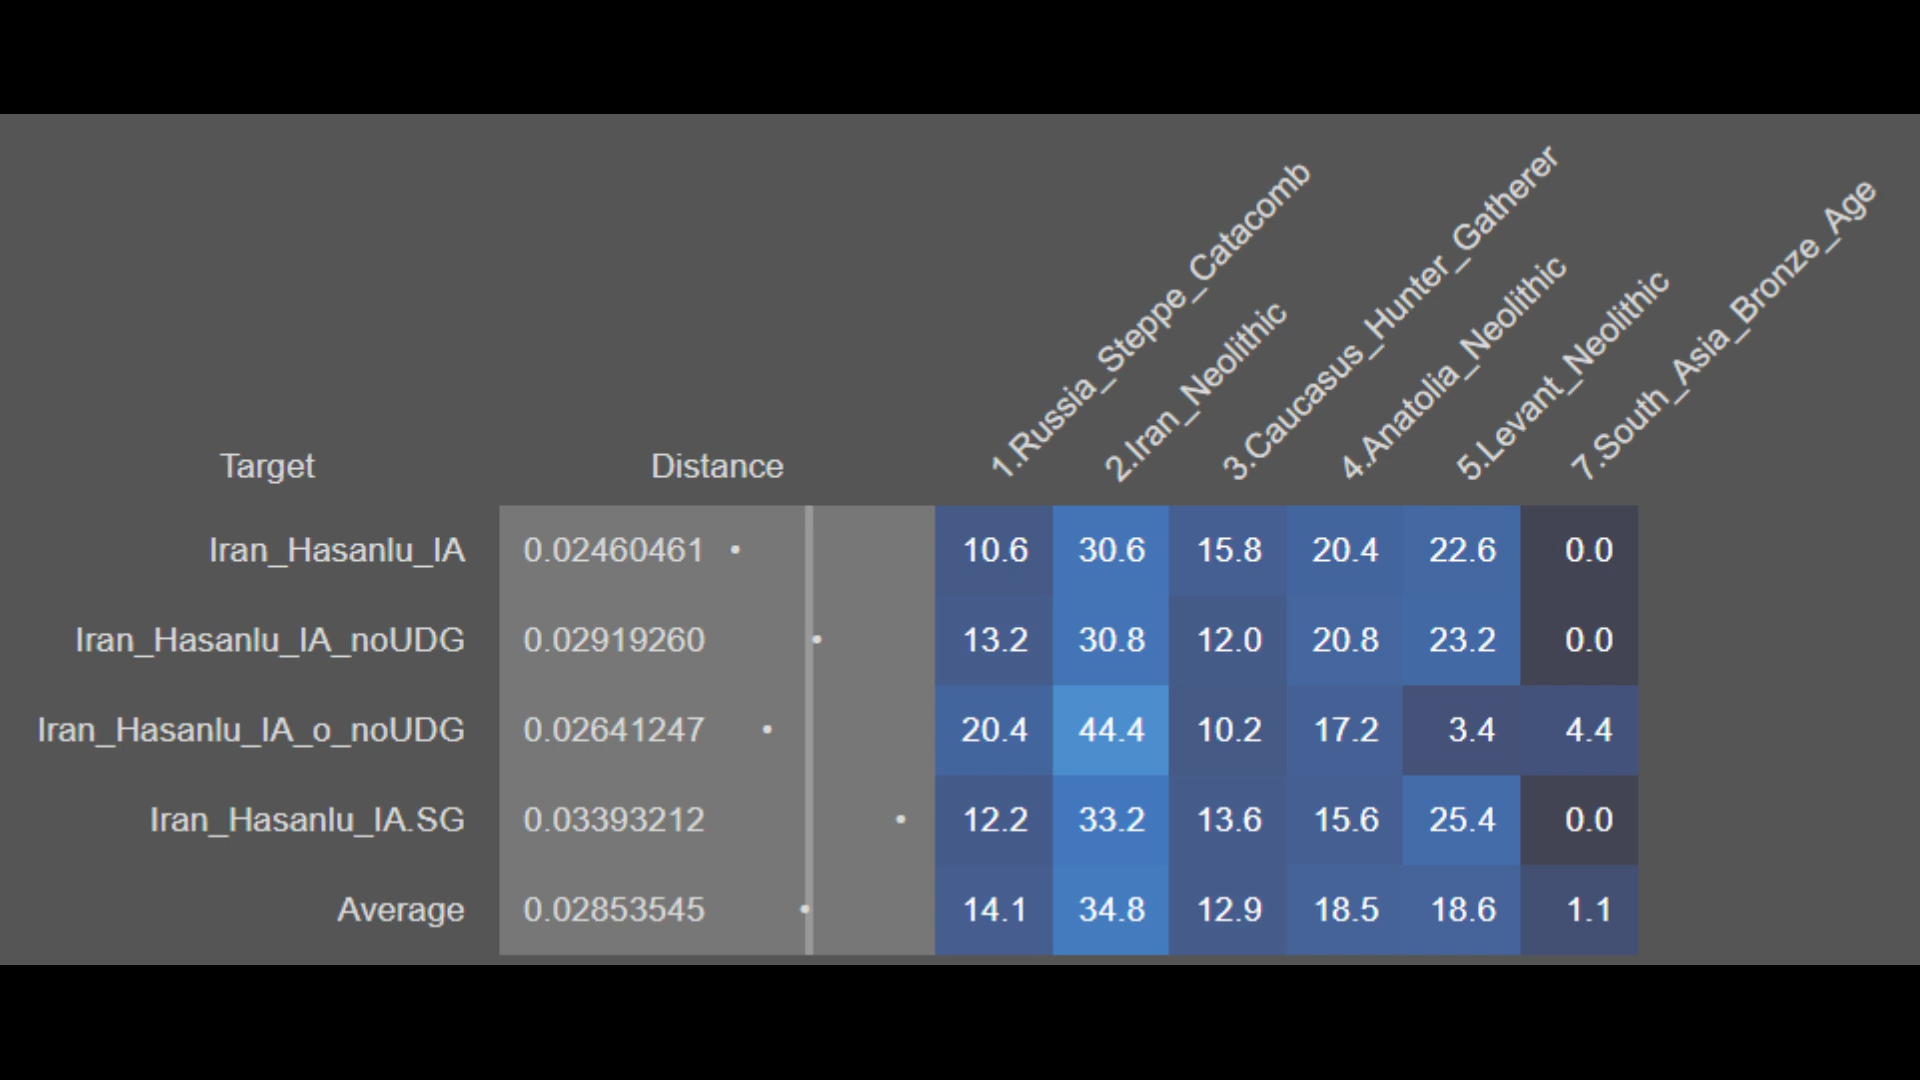 Target Distance 1.Russia_Steppe_Catacomb 2.Iran_Neolithic 3.Caucasus_Hunter_Gatherer 4.Anatolia_Neolithic 5.Levant_Neolithic 7.South_Asia_Bronze_Age
Iran_Hasanlu_IA 0.02460461 10.6 30.6 15.8 20.4 22.6 0.0
Iran_Hasanlu_IA_noUDG 0.02919260 13.2 30.8 12.0 20.8 23.2 0.0
Iran_Hasanlu_IA_o_noUDG 0.02641247 20.4 44.4 10.2 17.2 3.4 4.4
Iran_Hasanlu_IA.SG 0.03393212 12.2 33.2 13.6 15.6 25.4 0.0
Average 0.02853545 14.1 34.8 12.9 18.5 18.6 1.1